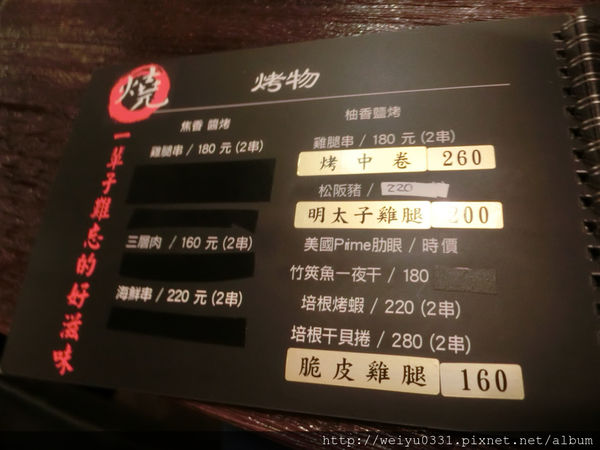 燒
烤物
一輩子難忘的好滋味
焦香 鹽烤
雞腿串 / 180 元 (2串)
三層肉 / 160 元 (2串)
海鮮串 / 220 元 (2串)
柚香鹽烤
雞腿串 / 180 元 (2串)
烤中卷 260
松阪豬 / 220
明太子雞腿 200
美國Prime肋眼 / 時價
竹筴魚一夜干 / 180
培根烤蝦 / 220 (2串)
培根干貝捲 / 280 (2串)
脆皮雞腿 160
http://weiyu0331.pixnet.net/album